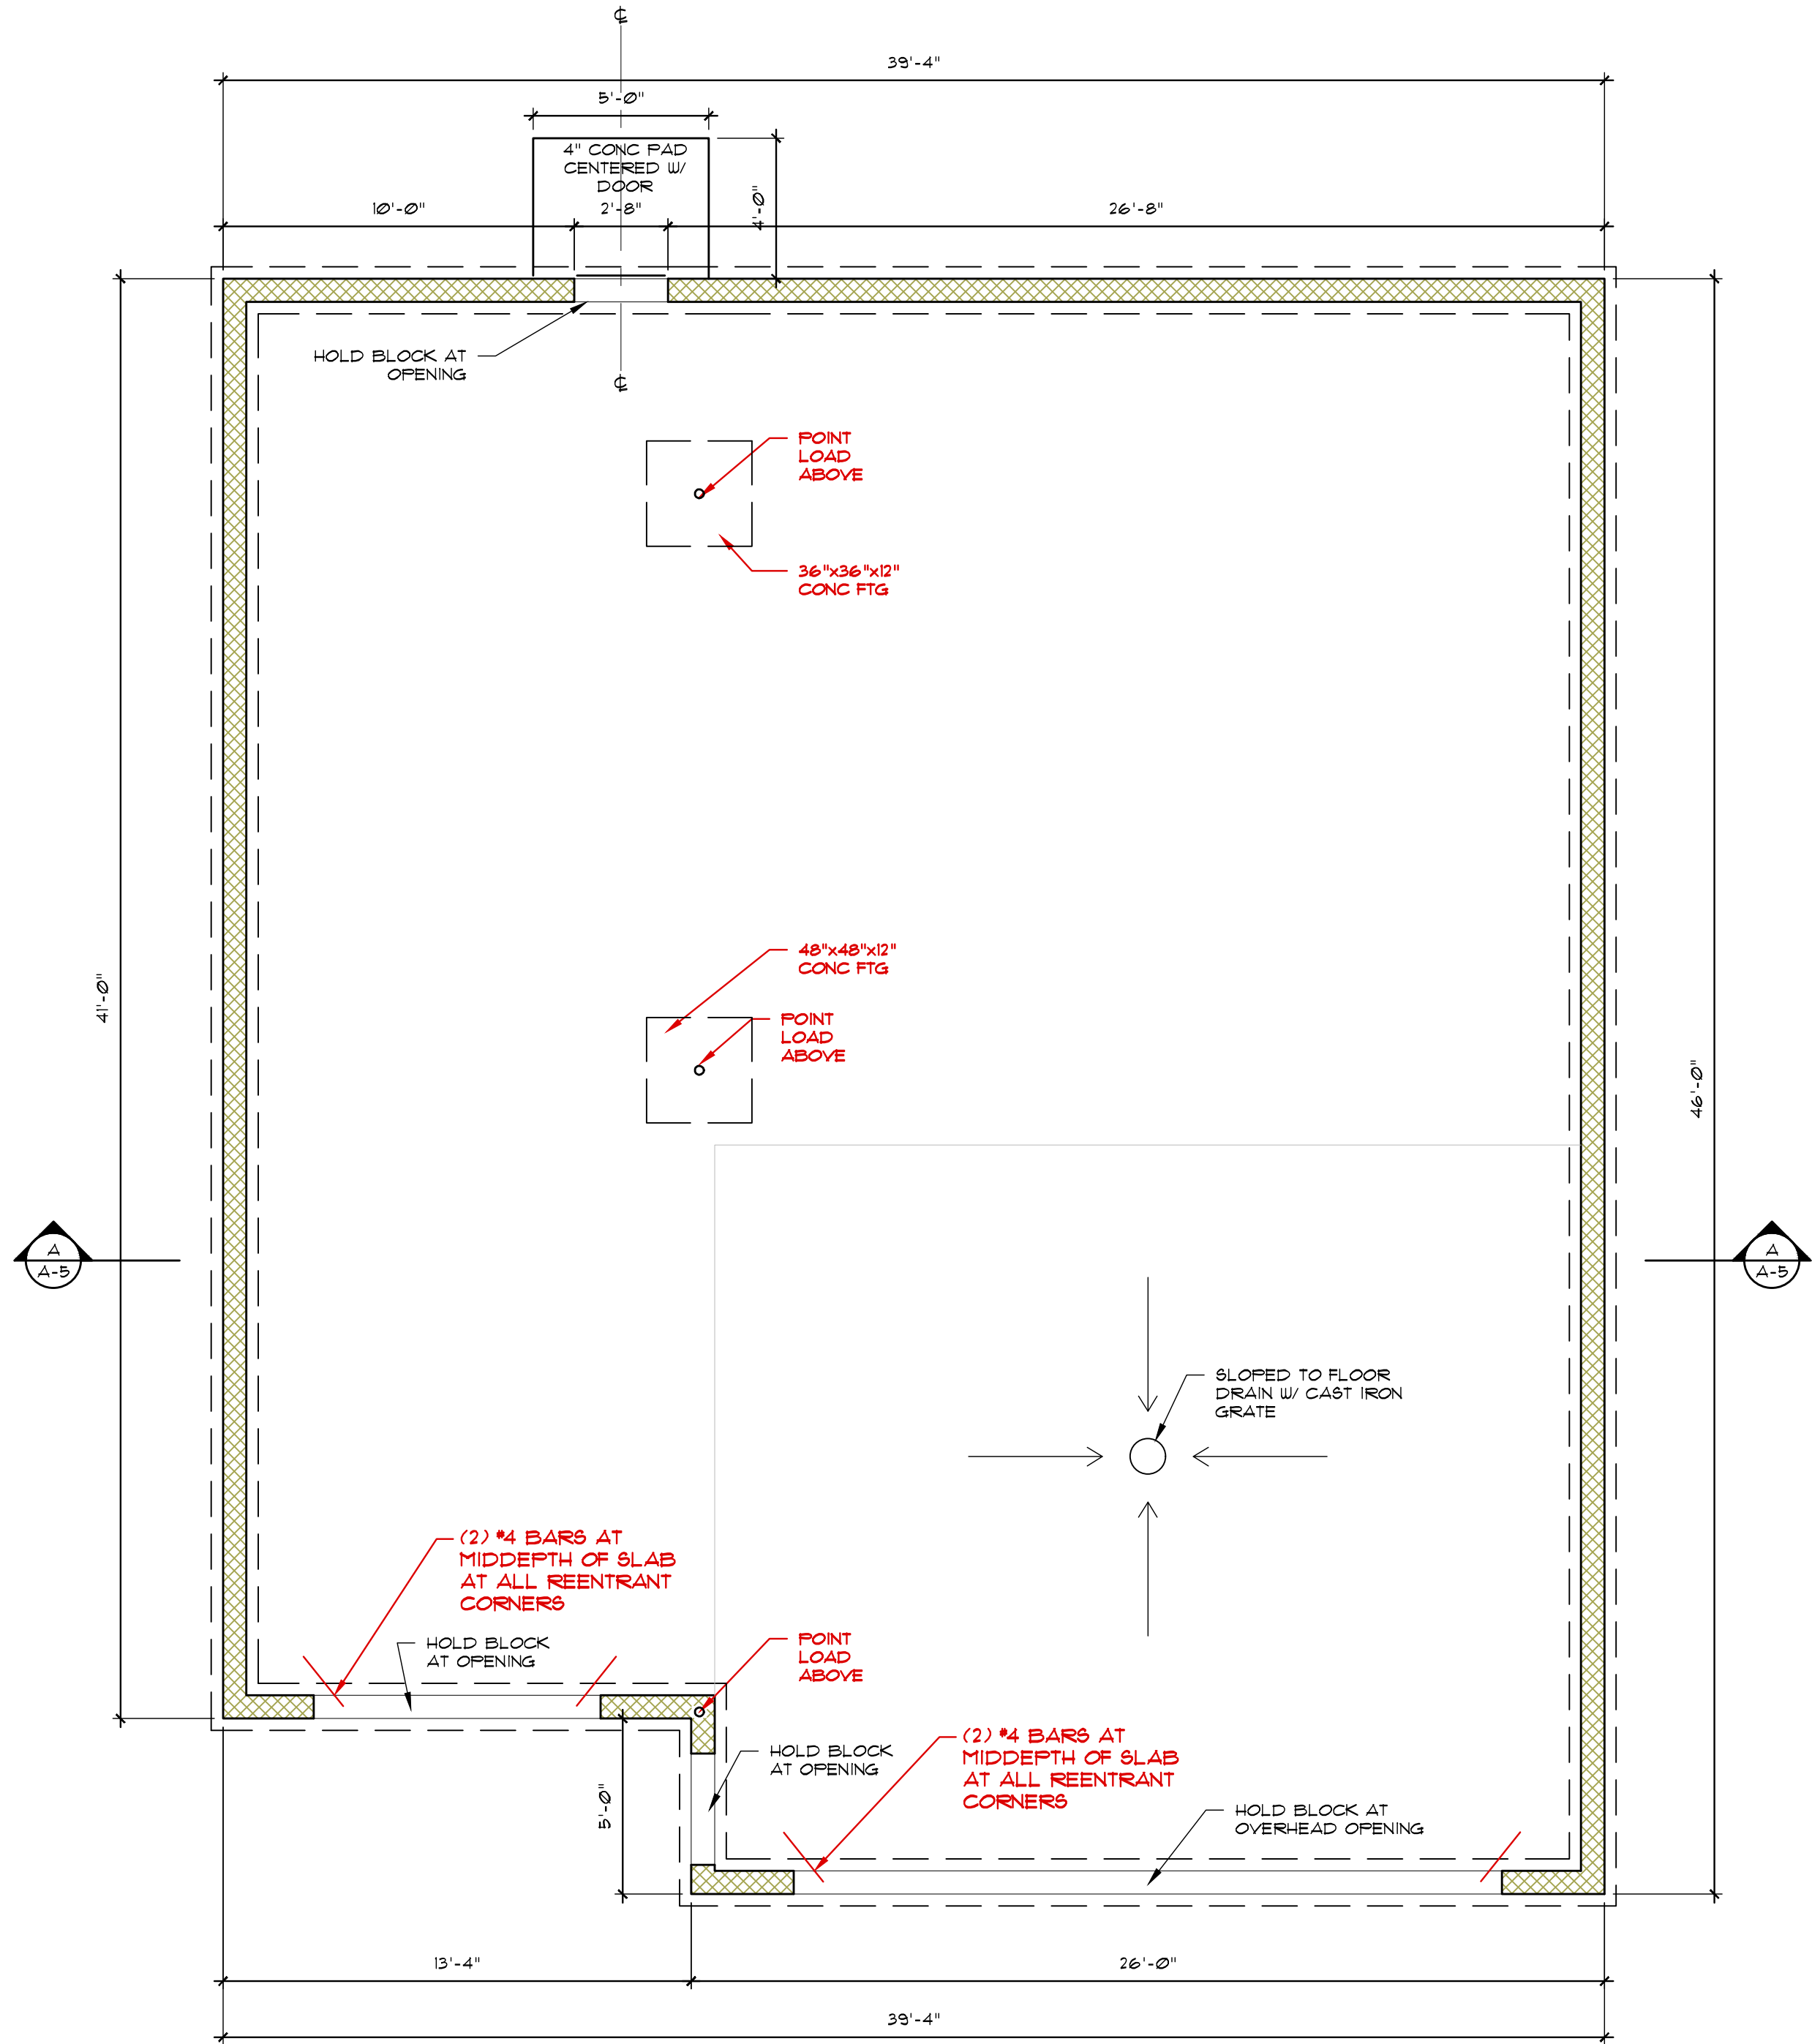 ℄
39'-4"
5'-0"
4" CONC PAD
CENTERED W/
DOOR
10'-0"
2'-8"
4'-0"
26'-8"
HOLD BLOCK AT
OPENING
℄
POINT
LOAD
ABOVE
36"x36"x12"
CONC FTG
48"x48"x12"
CONC FTG
POINT
LOAD
ABOVE
41'-0"
46'-0"
A
A-5
A
A-5
SLOPED TO FLOOR
DRAIN W/ CAST IRON
GRATE
(2) #4 BARS AT
MIDDEPTH OF SLAB
AT ALL REENTRANT
CORNERS
HOLD BLOCK
AT OPENING
POINT
LOAD
ABOVE
HOLD BLOCK
AT OPENING
(2) #4 BARS AT
MIDDEPTH OF SLAB
AT ALL REENTRANT
CORNERS
5'-0"
HOLD BLOCK AT
OVERHEAD OPENING
13'-4"
26'-0"
39'-4"